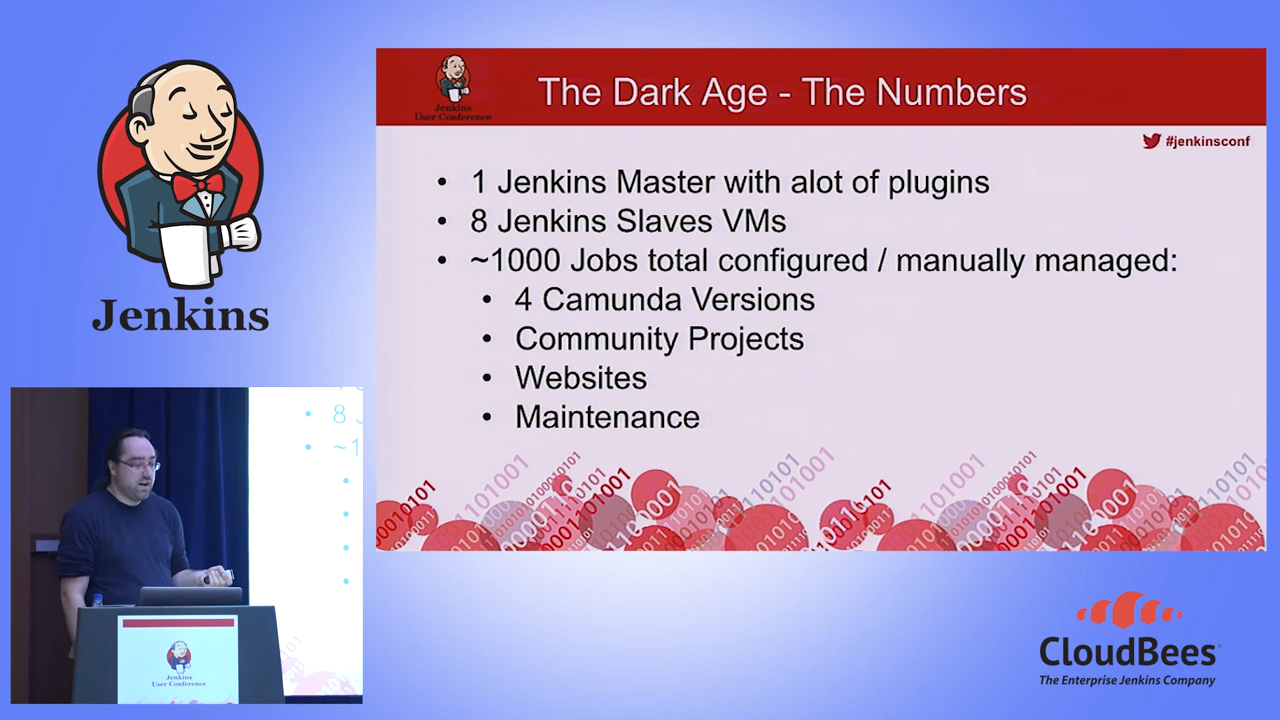 Jenkins
Jenkins
User Conference
The Dark Age - The Numbers
#jenkinsconf
• 1 Jenkins Master with alot of plugins
• 8 Jenkins Slaves VMs
• ~1000 Jobs total configured / manually managed:
• 4 Camunda Versions
• Community Projects
• Websites
• Maintenance
• 8 J
• ~1
Jenkins
User Conference
CloudBees
The Enterprise Jenkins Company